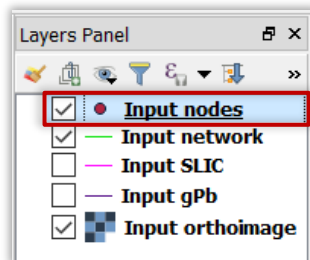 Layers Panel
Input nodes
Input network
Input SLIC
Input gPb
Input orthoimage